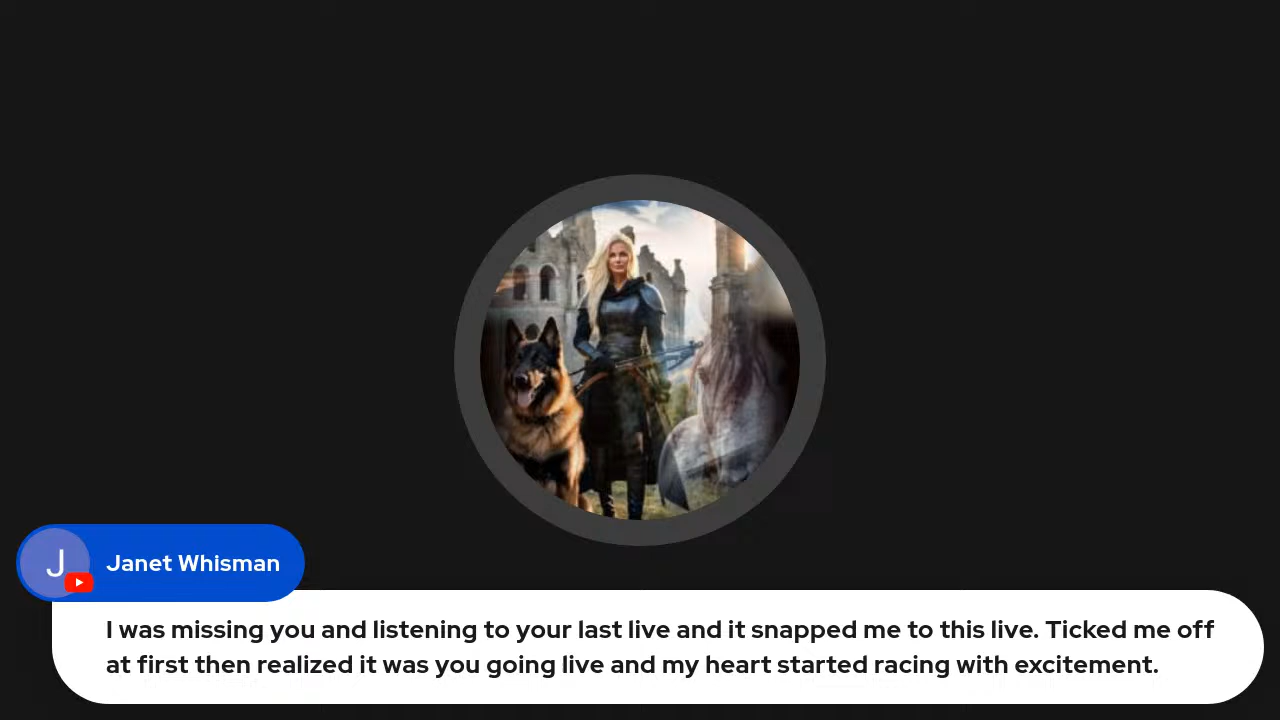 J
Janet Whisman
I was missing you and listening to your last live and it snapped me to this live. Ticked me off
at first then realized it was you going live and my heart started racing with excitement.